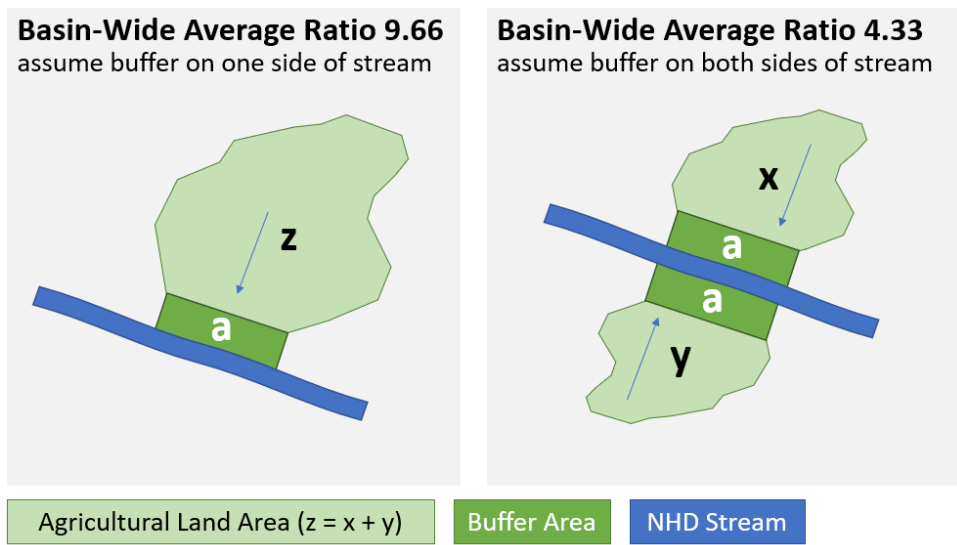 Basin-Wide Average Ratio 9.66
assume buffer on one side of stream
z
a
Basin-Wide Average Ratio 4.33
assume buffer on both sides of stream
x
a
a
y
Agricultural Land Area (z = x + y)
Buffer Area
NHD Stream